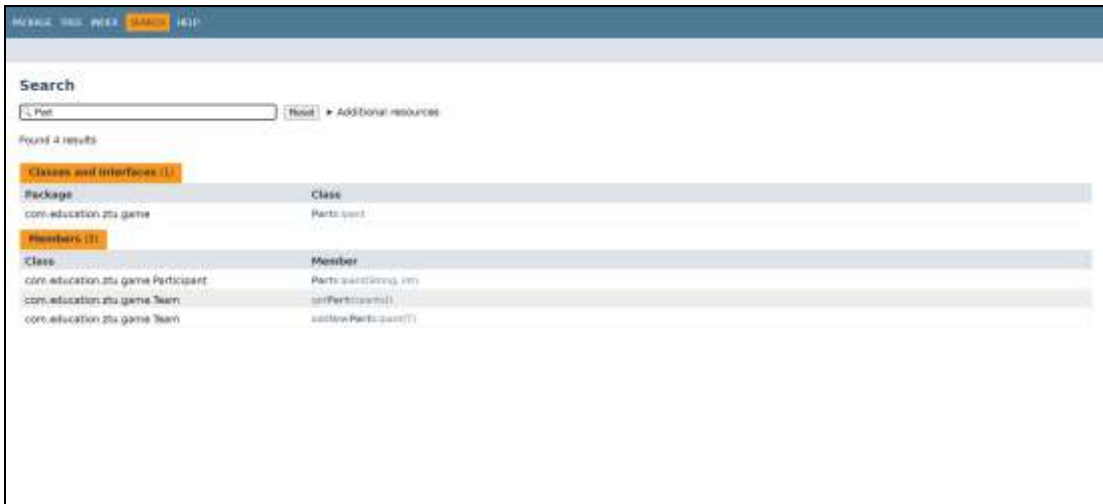 PACKAGE TREE INDEX SEARCH HELP
Search
Part Reset ▸ Additional resources
Found 4 results
Classes and Interfaces (1)
Package Class
com.education.ztu.game Participant
Members (3)
Class Member
com.education.ztu.game.Participant Participant(String, int)
com.education.ztu.game.Team getParticipants()
com.education.ztu.game.Team addNewParticipant(T)